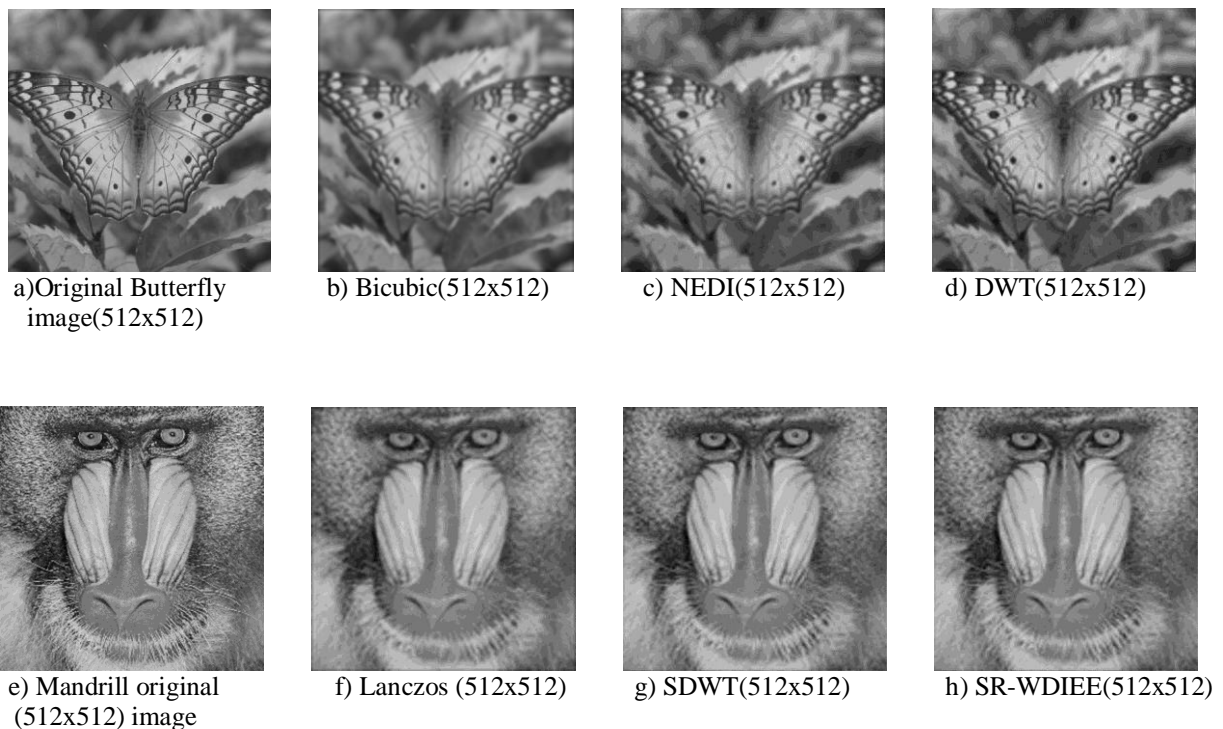 a)Original Butterfly
image(512x512)
b) Bicubic(512x512)
c) NEDI(512x512)
d) DWT(512x512)
e) Mandrill original
(512x512) image
f) Lanczos (512x512)
g) SDWT(512x512)
h) SR-WDIEE(512x512)